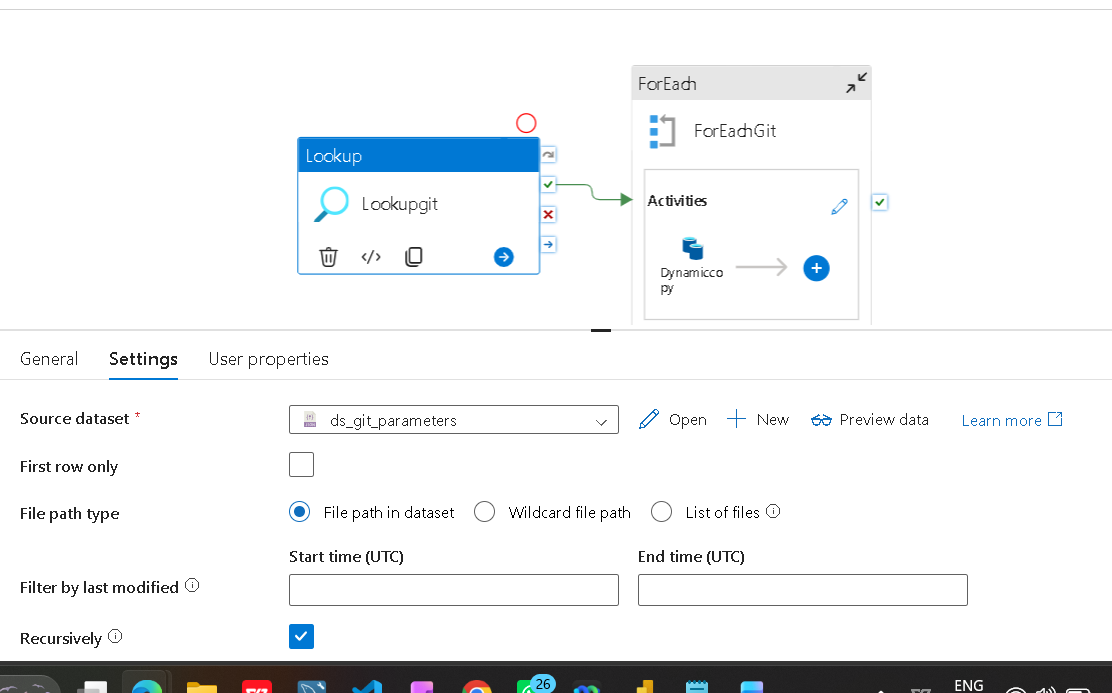 ForEach
ForEachGit
Lookup
Lookupgit
Activities
Dynamicco
py
General
Settings
User properties
Source dataset *
ds_git_parameters
Open
New
Preview data
Learn more
First row only
File path type
File path in dataset
Wildcard file path
List of files
Start time (UTC)
End time (UTC)
Filter by last modified
Recursively
26
ENG